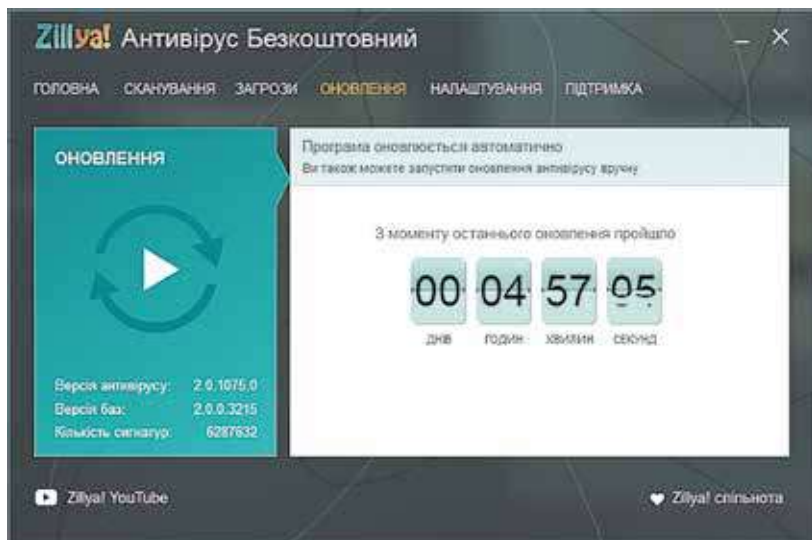 Zillya! Антивірус Безкоштовний
ГОЛОВНА СКАНУВАННЯ ЗАГРОЗИ ОНОВЛЕННЯ НАЛАШТУВАННЯ ПІДТРИМКА
ОНОВЛЕННЯ
Версія антивірусу: 2.0.1075.0
Версія баз: 2.0.0.3215
Кількість сигнатур: 6287632
Програма оновлюється автоматично
Ви також можете запустити оновлення антивірусу вручну
З моменту останнього оновлення пройшло
00 04 57 05
ДНІВ ГОДИН ХВИЛИН СЕКУНД
Zillya! YouTube
Zillya! спільнота